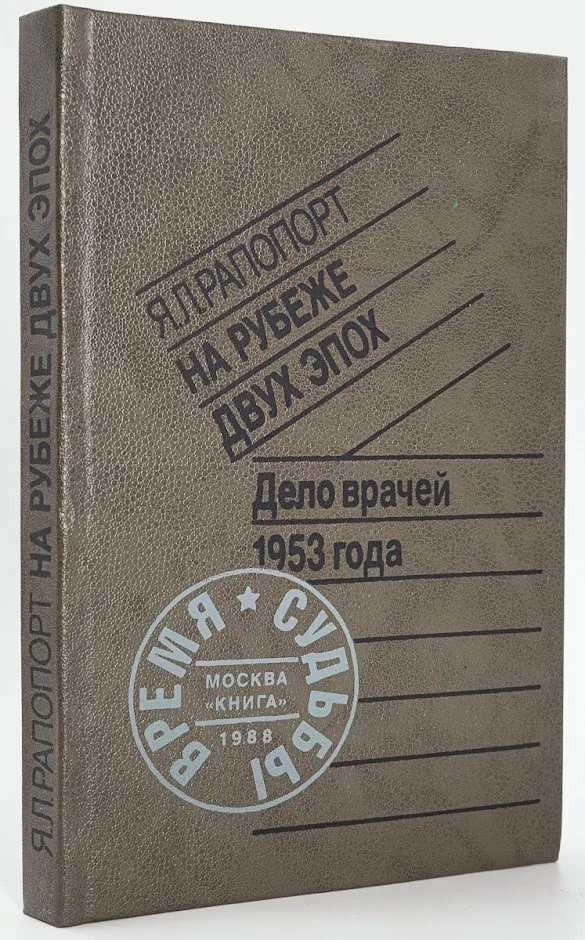 Я.Л.РАПОПОРТ НА РУБЕЖЕ ДВУХ ЭПОХ
Я.Л.РАПОПОРТ
НА РУБЕЖЕ
ДВУХ ЭПОХ
Дело врачей
1953 года
ВРЕМЯ ★ СУДЬБЫ
МОСКВА
«КНИГА»
1988